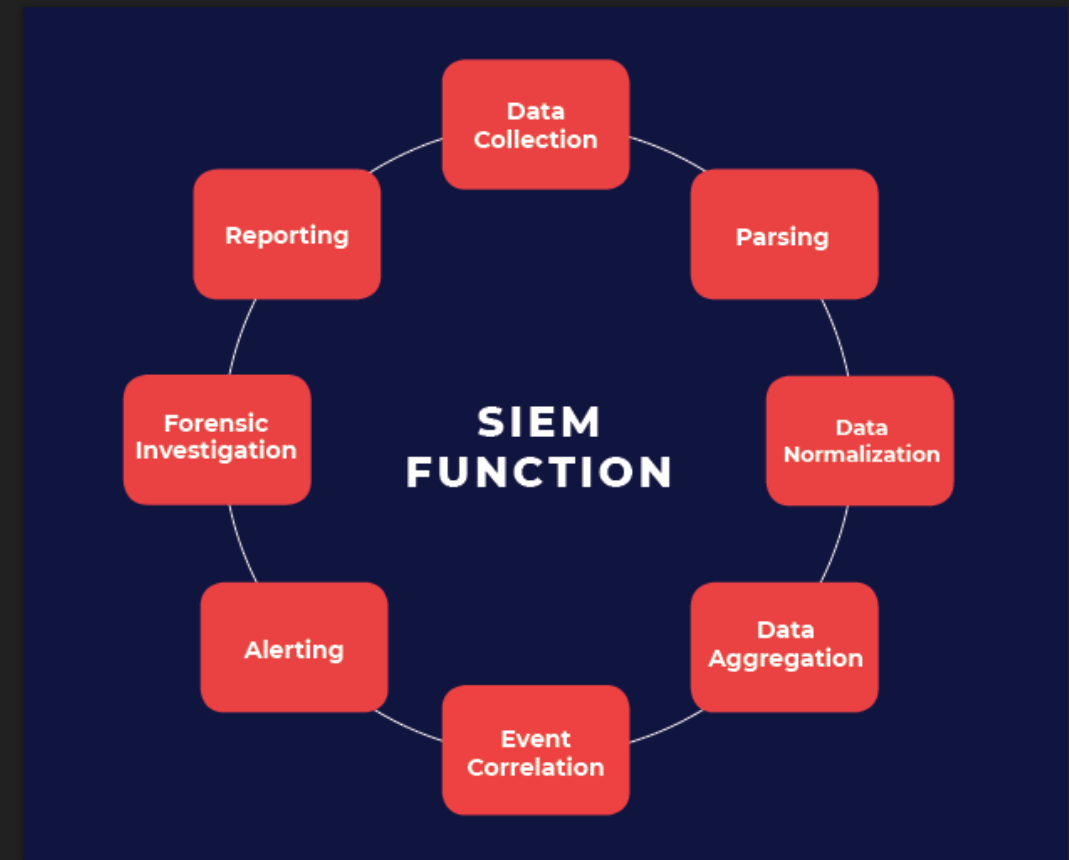 Data
Collection
Reporting
Parsing
Forensic
Investigation
SIEM
FUNCTION
Data
Normalization
Alerting
Data
Aggregation
Event
Correlation